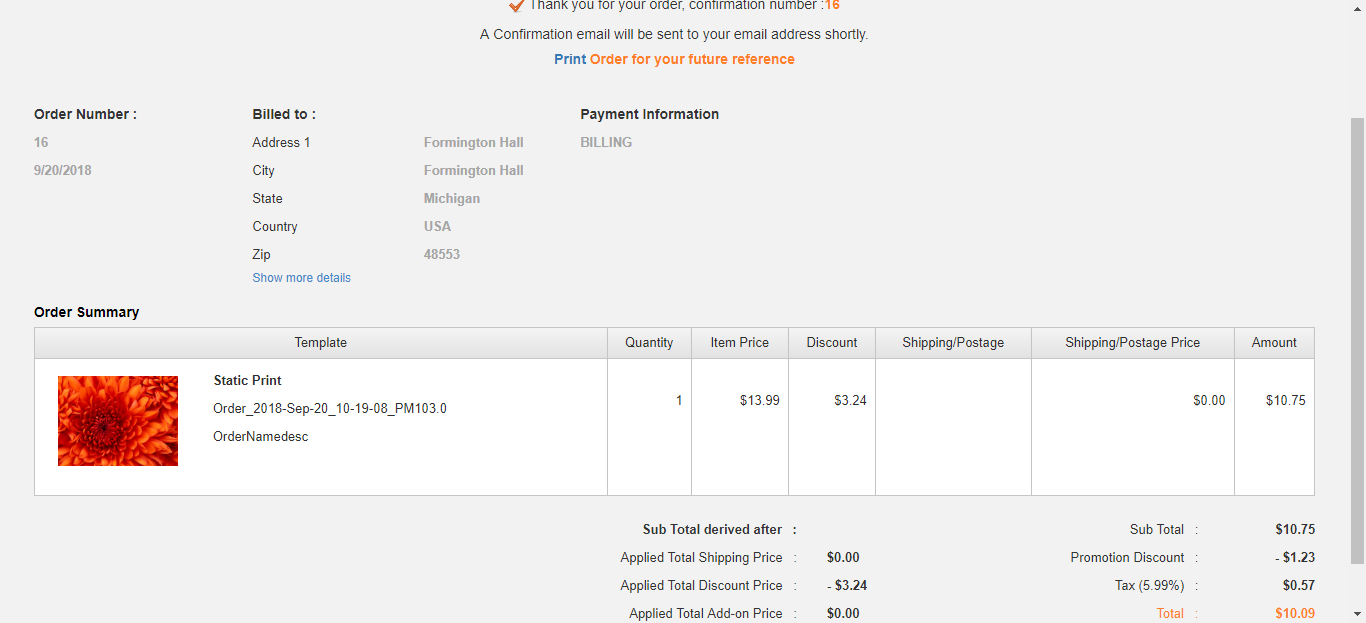 Thank you for your order, confirmation number :16
A Confirmation email will be sent to your email address shortly.
Print Order for your future reference
Order Number : Billed to : Payment Information
16 Address 1 Formington Hall BILLING
9/20/2018 City Formington Hall
State Michigan
Country USA
Zip 48553
Show more details
Order Summary
Template Quantity Item Price Discount Shipping/Postage Shipping/Postage Price Amount
Static Print
1 $13.99 $3.24 $0.00 $10.75
Order_2018-Sep-20_10-19-08_PM103.0
OrderNamedesc
Sub Total derived after : Sub Total : $10.75
Applied Total Shipping Price : $0.00 Promotion Discount : - $1.23
Applied Total Discount Price : - $3.24 Tax (5.99%) : $0.57
Applied Total Add-on Price : $0.00 Total : $10.09